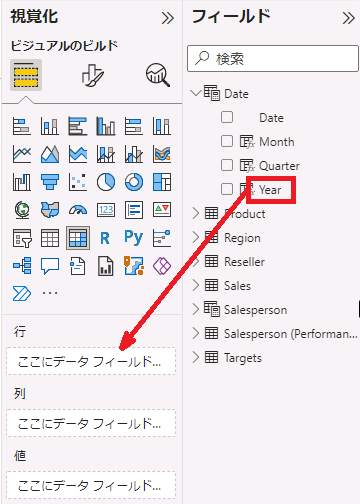 視覚化
ビジュアルのビルド
123
R
Py
行
ここにデータ フィールド...
列
ここにデータ フィールド...
値
ここにデータ フィールド...
フィールド
検索
Date
Date
Month
Quarter
Year
Product
Region
Reseller
Sales
Salesperson
Salesperson (Performan...
Targets